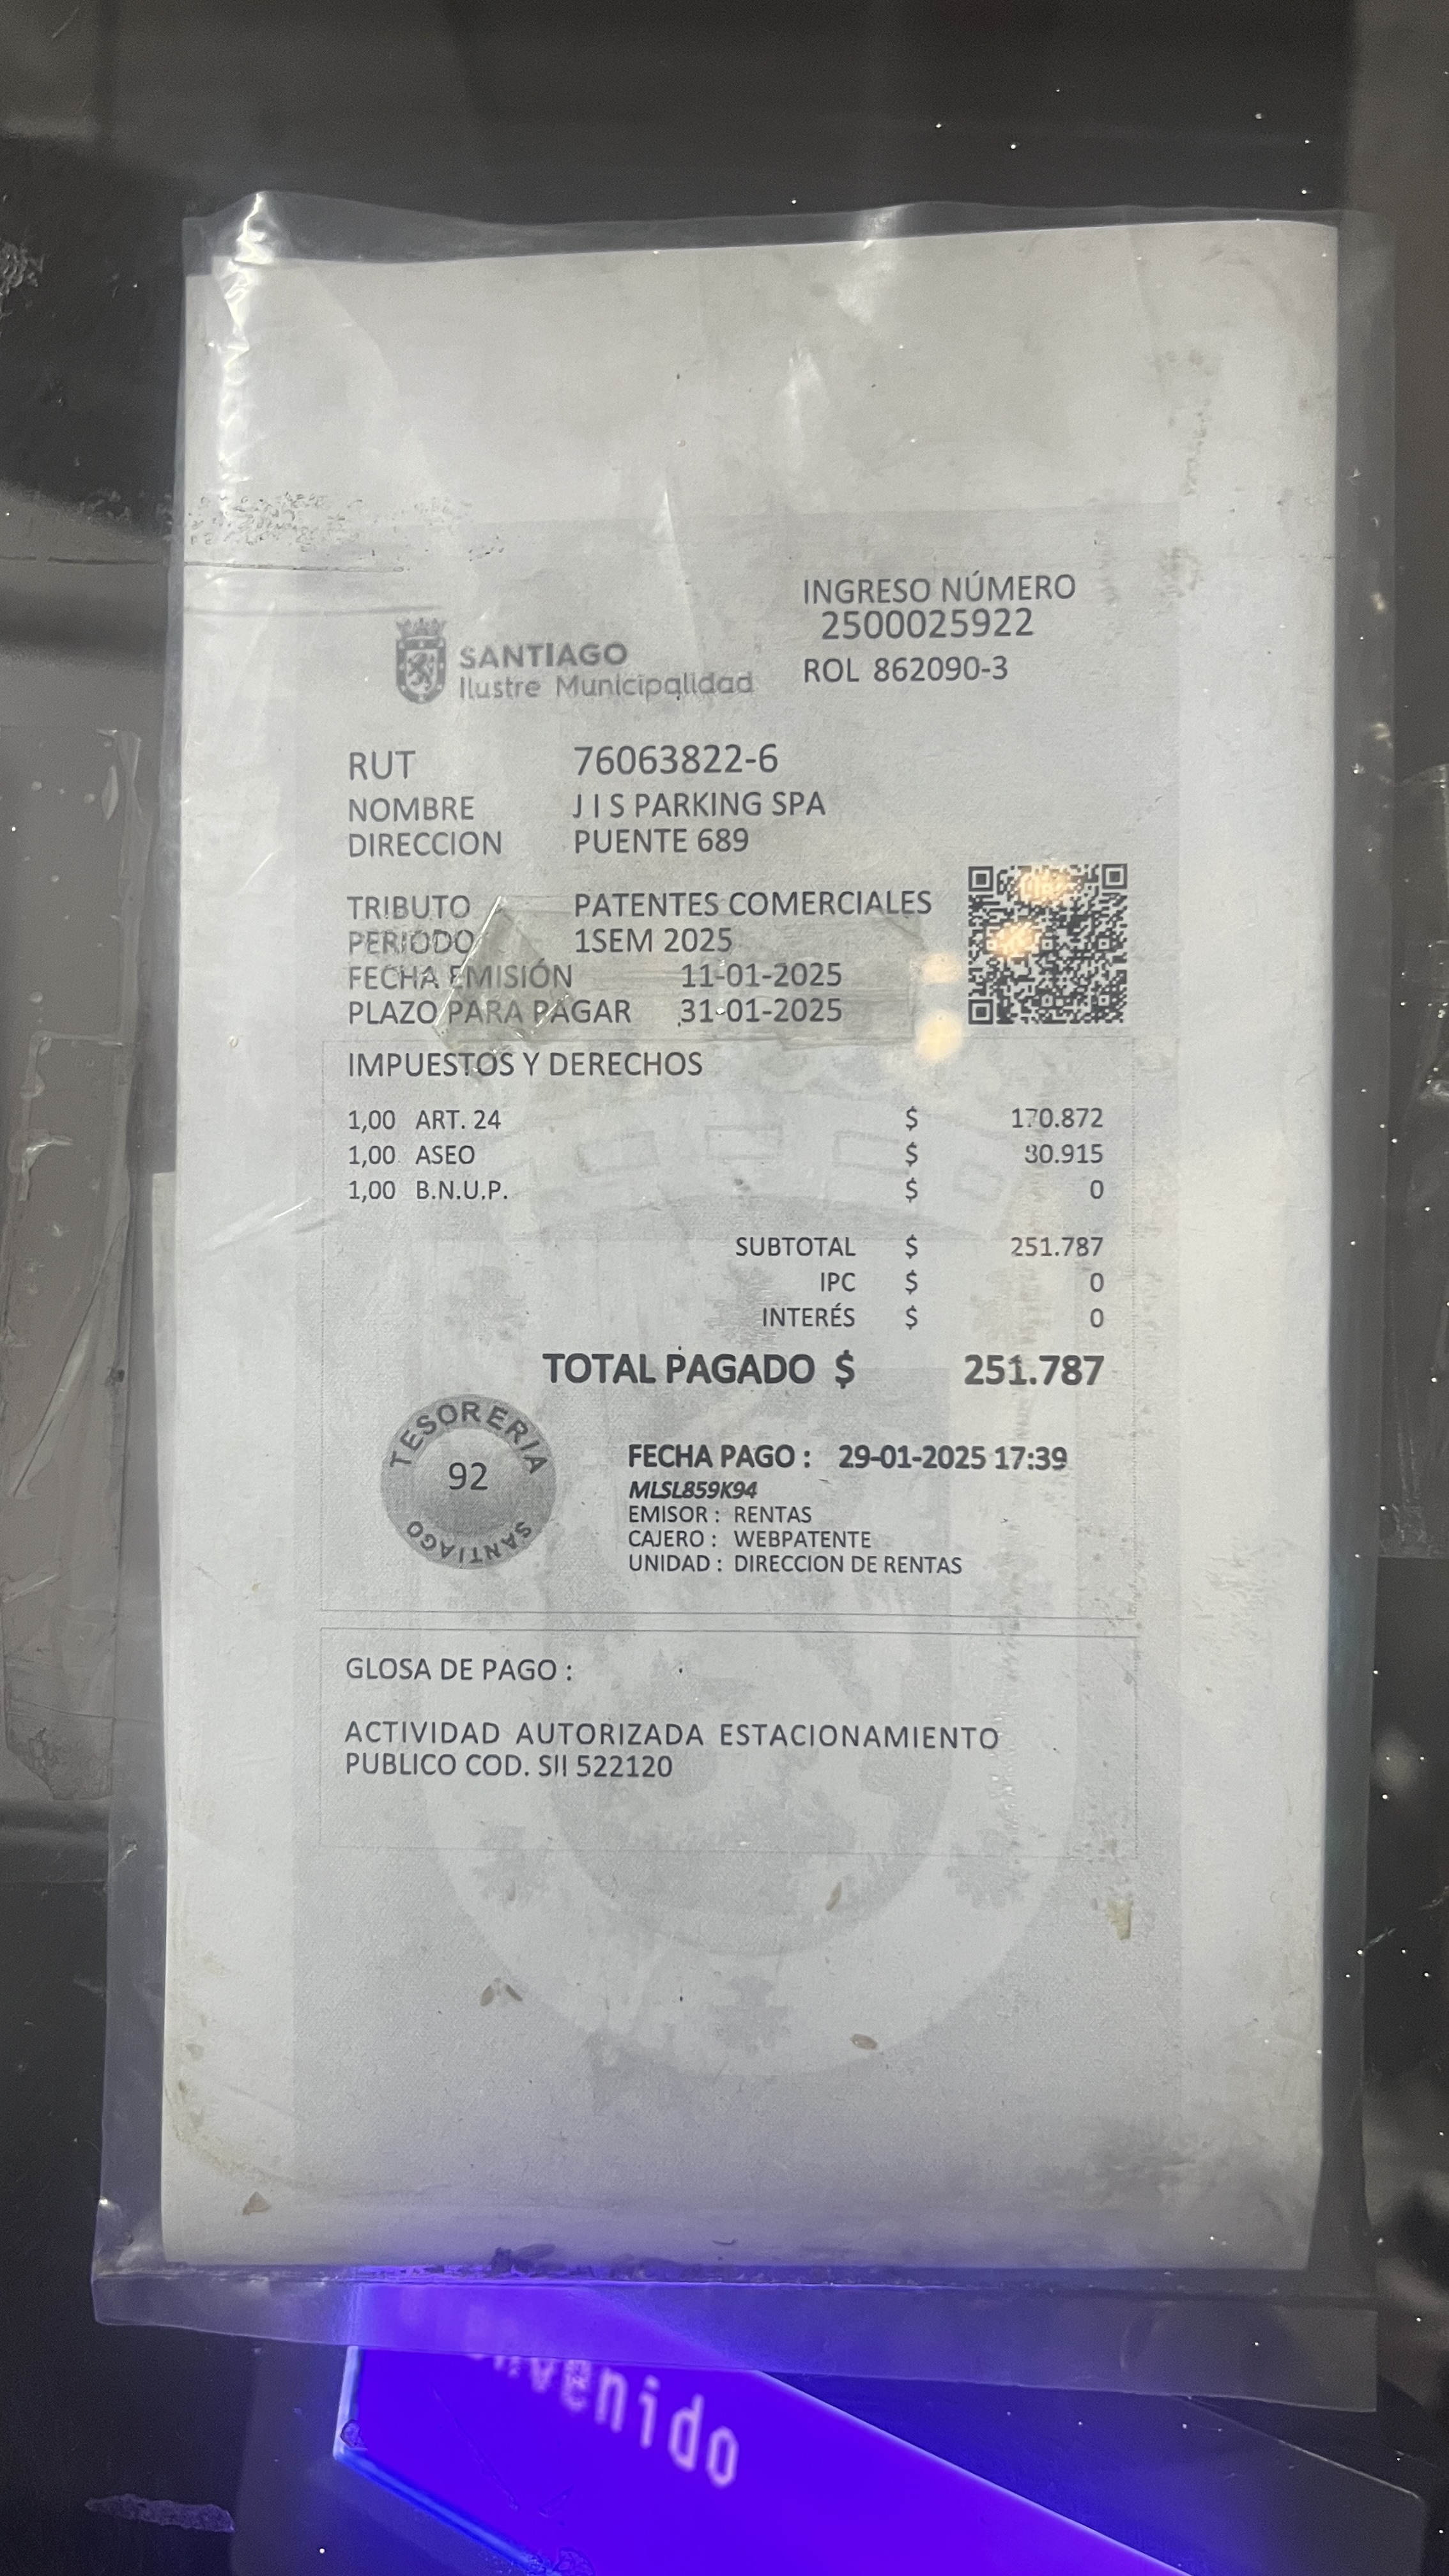 INGRESO NÚMERO
2500025922
ROL 862090-3
SANTIAGO
Ilustre Municipalidad
RUT 76063822-6
NOMBRE J I S PARKING SPA
DIRECCION PUENTE 689
TRIBUTO PATENTES COMERCIALES
PERIODO 1SEM 2025
FECHA EMISIÓN 11-01-2025
PLAZO PARA PAGAR 31-01-2025
IMPUESTOS Y DERECHOS
1,00 ART. 24 $ 170.872
1,00 ASEO $ 80.915
1,00 B.N.U.P. $ 0
SUBTOTAL $ 251.787
IPC $ 0
INTERÉS $ 0
TOTAL PAGADO $ 251.787
TESORERIA
92
SANTIAGO
FECHA PAGO : 29-01-2025 17:39
MLSL859K94
EMISOR : RENTAS
CAJERO : WEBPATENTE
UNIDAD : DIRECCION DE RENTAS
GLOSA DE PAGO :
ACTIVIDAD AUTORIZADA ESTACIONAMIENTO
PUBLICO COD. SII 522120